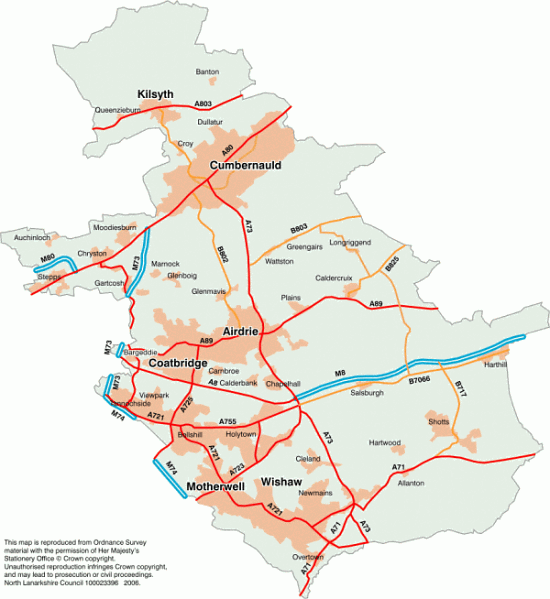 Banton
Kilsyth
Queenzieburn
A803
Dullatur
Croy
A80
Cumbernauld
Moodiesburn
A73
B803
Auchinloch
M80
Chryston
M73
Marnock
B802
Greengairs
Longriggend
Wattston
B825
Stepps
Gartcosh
Glenboig
Glenmavis
Caldercruix
Plains
A89
Airdrie
M73
A89
Bargeddie
Coatbridge
M8
Harthill
M73
Carnbroe
A8
Calderbank
Chapelhall
B7066
Salsburgh
B717
Viewpark
A725
M74
A721
A755
Shotts
Bellshill
Holytown
A73
Hartwood
A721
A723
Cleland
M74
A71
Motherwell
Wishaw
Allanton
Newmains
A721
A71
A73
Overtown
A71
This map is reproduced from Ordnance Survey
material with the permission of Her Majesty's
Stationery Office © Crown copyright.
Unauthorised reproduction infringes Crown copyright,
and may lead to prosecution or civil proceedings.
North Lanarkshire Council 100023396 2006.